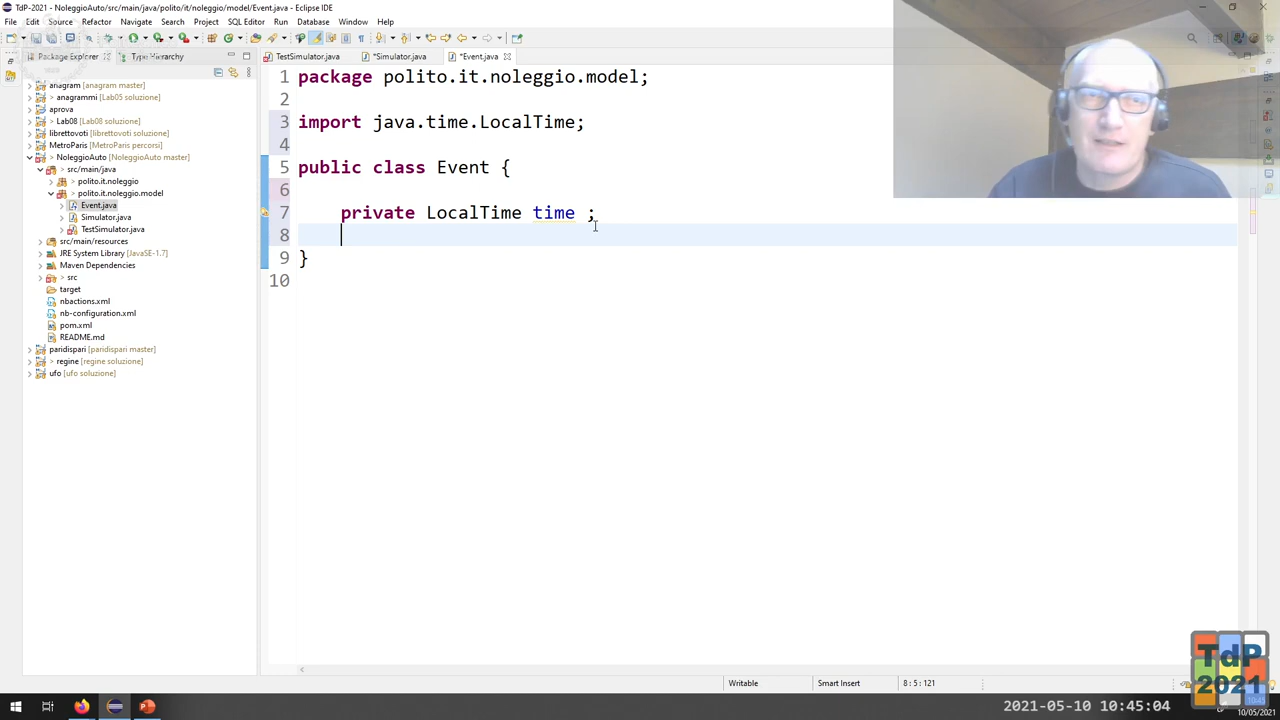 TdP-2021 - NoleggioAuto/src/main/java/polito/it/noleggio/model/Event.java - Eclipse IDE
File Edit Source Refactor Navigate Search Project SQL Editor Run Database Window Help
Package Explorer Type Hierarchy
TestSimulator.java *Simulator.java *Event.java
anagram [anagram master]
> anagrammi [Lab05 soluzione]
aprova
> Lab08 [Lab08 soluzione]
librettovoti [librettovoti soluzione]
MetroParis [MetroParis percorsi]
> NoleggioAuto [NoleggioAuto master]
> src/main/java
> polito.it.noleggio
> polito.it.noleggio.model
> Event.java
> Simulator.java
> TestSimulator.java
src/main/resources
JRE System Library [JavaSE-1.7]
Maven Dependencies
> src
target
nbactions.xml
nb-configuration.xml
pom.xml
README.md
paridispari [paridispari master]
> regine [regine soluzione]
ufo [ufo soluzione]
1 package polito.it.noleggio.model;
2
3 import java.time.LocalTime;
4
5 public class Event {
6
7 private LocalTime time ;
8
9 }
10
Writable Smart Insert 8 : 5 : 121
TdP
2021
2021-05-10 10:45:04
10/05/2021